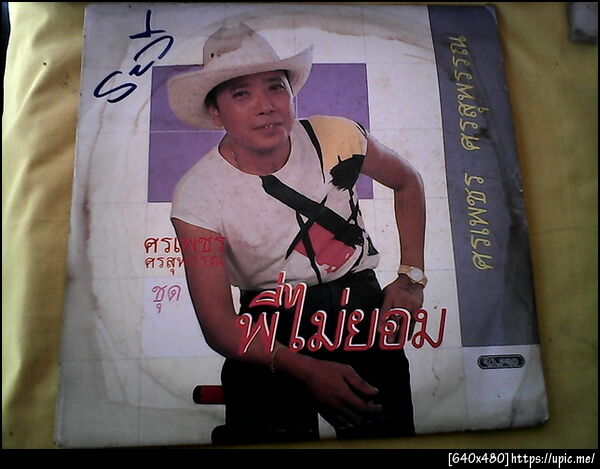 ศรเพชร
ศรสุพรรณ
ชุด
พี่ไม่ยอม
ศรเพชร ศรสุพรรณ
[640x480]https://upic.me/